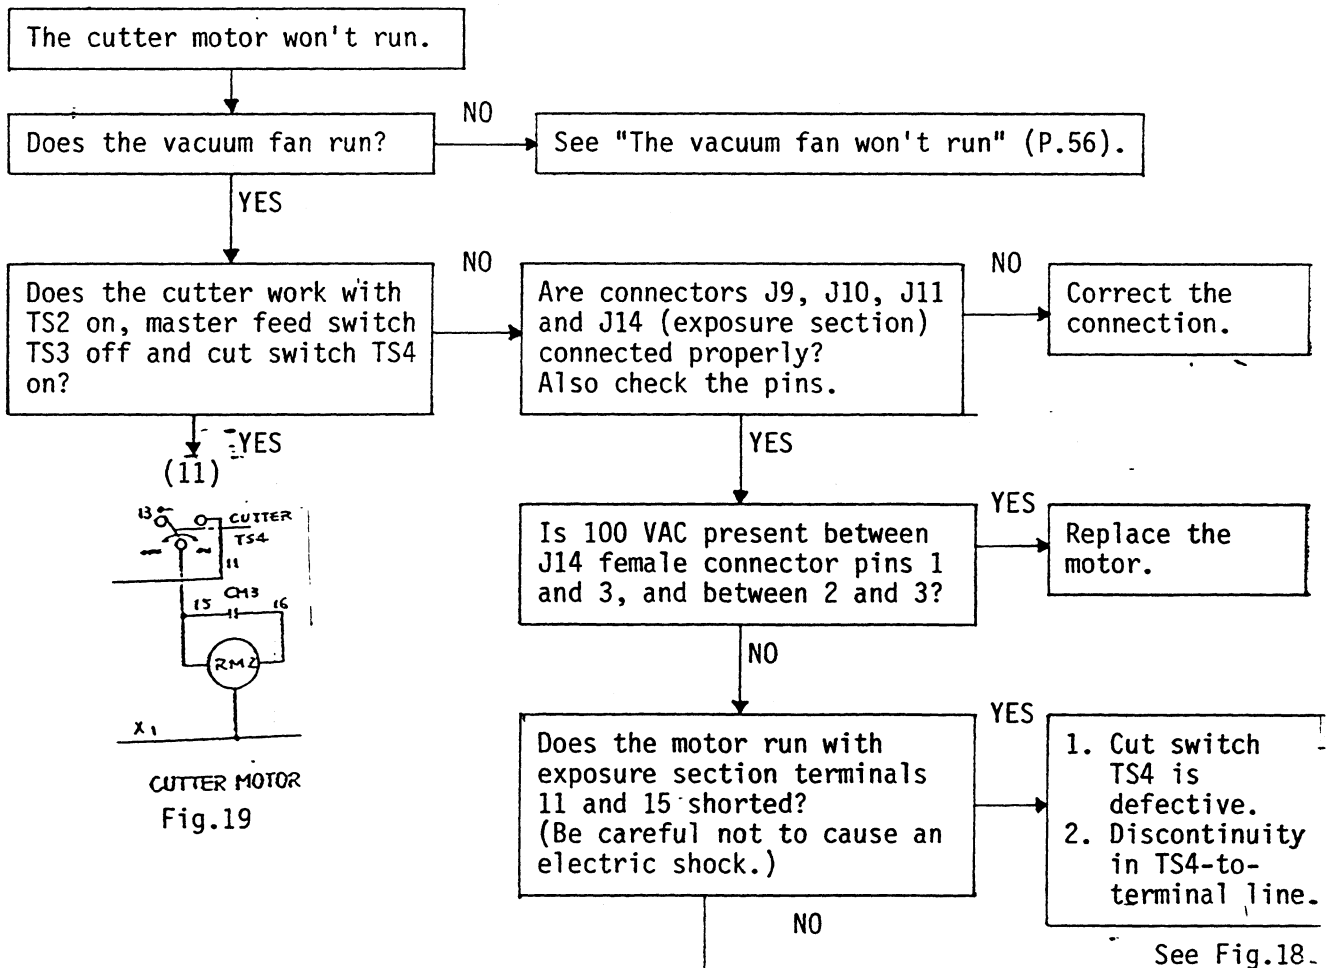 The cutter motor won't run.
Does the vacuum fan run?
NO
See "The vacuum fan won't run" (P.56).
YES
Does the cutter work with
TS2 on, master feed switch
TS3 off and cut switch TS4
on?
NO
Are connectors J9, J10, J11
and J14 (exposure section)
connected properly?
Also check the pins.
NO
Correct the
connection.
YES
(11)
YES
Is 100 VAC present between
J14 female connector pins 1
and 3, and between 2 and 3?
YES
Replace the
motor.
NO
Does the motor run with
exposure section terminals
11 and 15 shorted?
(Be careful not to cause an
electric shock.)
YES
1. Cut switch
TS4 is
defective.
2. Discontinuity
in TS4-to-
terminal line.
NO
See Fig.18.
13
CUTTER
TS4
11
CM3
15
16
RM2
X1
CUTTER MOTOR
Fig.19